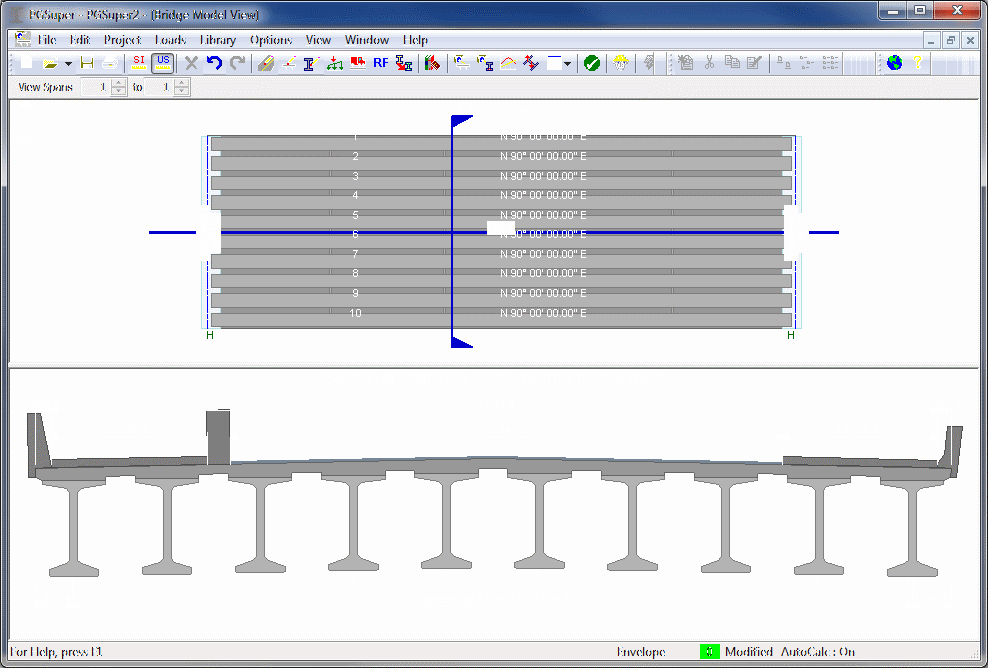 PGSuper - PGSuper2 - [Bridge Model View]
File Edit Project Loads Library Options View Window Help
SI US RF
View Spans 1 to 1
1 N 90° 00' 00.00" E
2 N 90° 00' 00.00" E
3 N 90° 00' 00.00" E
4 N 90° 00' 00.00" E
5 N 90° 00' 00.00" E
6 N 90° 00' 00.00" E
7 N 90° 00' 00.00" E
8 N 90° 00' 00.00" E
9 N 90° 00' 00.00" E
10 N 90° 00' 00.00" E
H H
For Help, press F1 Envelope Modified AutoCalc: On